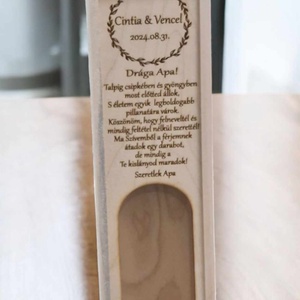 Cintia & Vencel
2024.08.31.
Drága Apa!
Talpig csipkében és gyöngyben
most előtted állok,
S életem egyik legboldogabb
pillanatára várok.
Köszönöm, hogy felneveltél és
mindig feltétel nélkül szerettél!
Ma Szívemből a férjemnek
átadok egy darabot,
de mindig a
Te kislányod maradok!
Szeretlek Apa